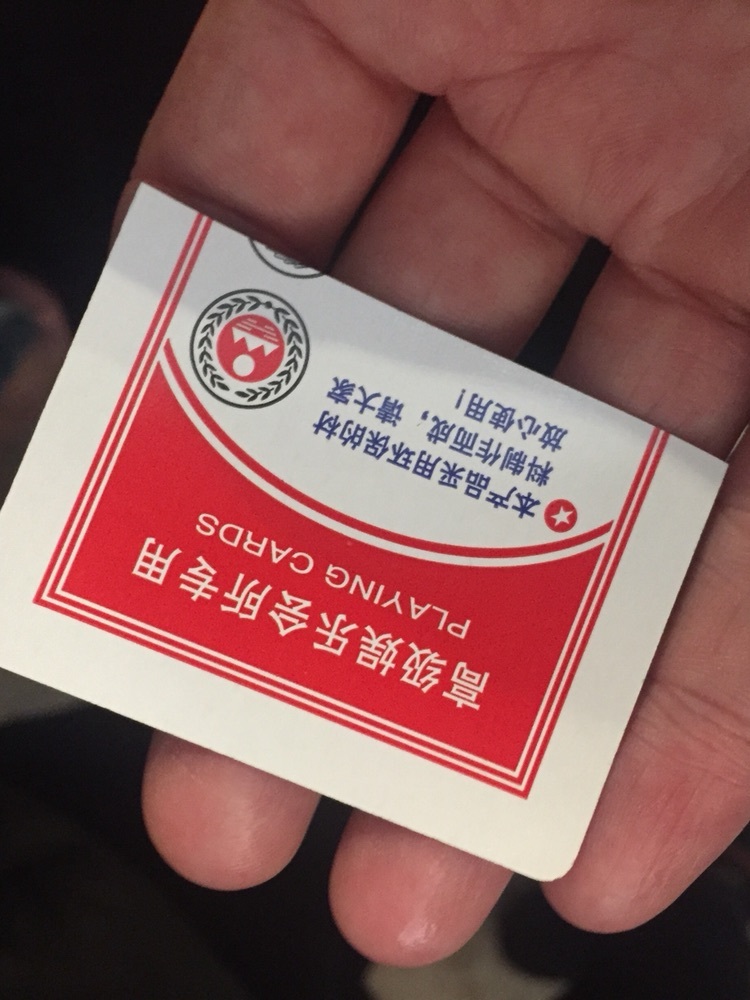 本产品采用环保的材
料制作而成，请大家
放心使用!
PLAYING CARDS
高级娱乐会所专用